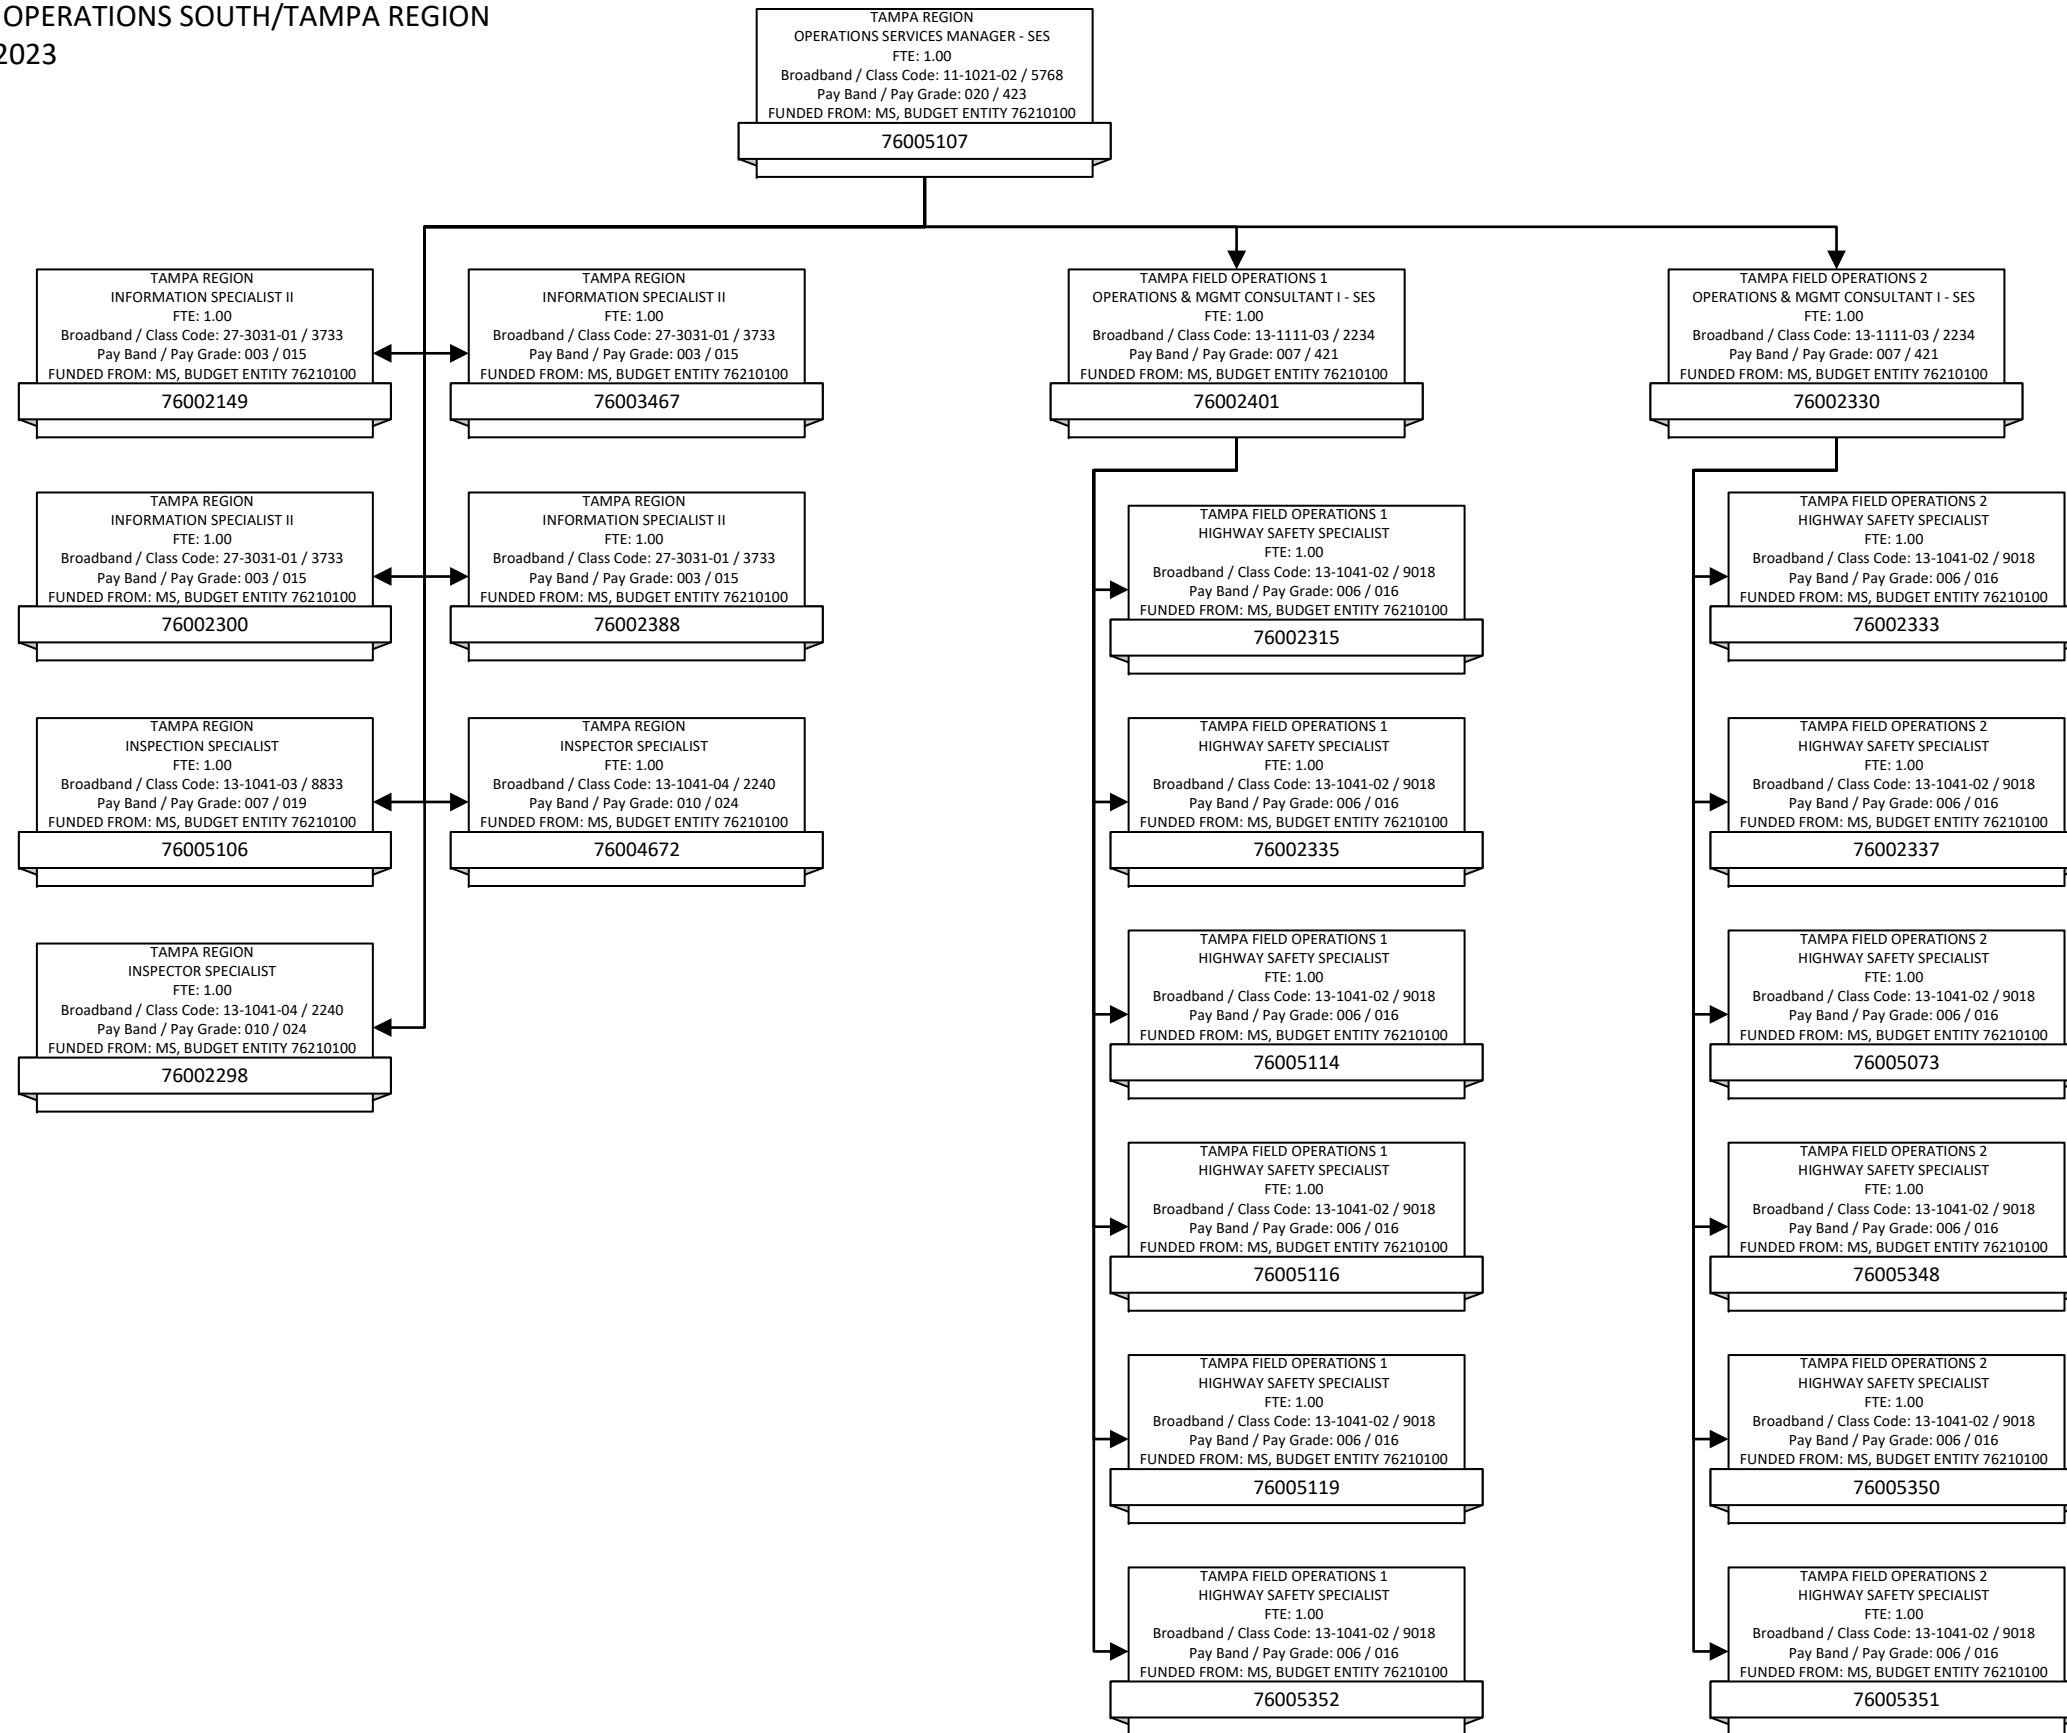 OPERATIONS SOUTH/TAMPA REGION
2023
TAMPA REGION
OPERATIONS SERVICES MANAGER - SES
FTE: 1.00
Broadband / Class Code: 11-1021-02 / 5768
Pay Band / Pay Grade: 020 / 423
FUNDED FROM: MS, BUDGET ENTITY 76210100
76005107
TAMPA REGION
INFORMATION SPECIALIST II
FTE: 1.00
Broadband / Class Code: 27-3031-01 / 3733
Pay Band / Pay Grade: 003 / 015
FUNDED FROM: MS, BUDGET ENTITY 76210100
76002149
TAMPA REGION
INFORMATION SPECIALIST II
FTE: 1.00
Broadband / Class Code: 27-3031-01 / 3733
Pay Band / Pay Grade: 003 / 015
FUNDED FROM: MS, BUDGET ENTITY 76210100
76003467
TAMPA FIELD OPERATIONS 1
OPERATIONS & MGMT CONSULTANT I - SES
FTE: 1.00
Broadband / Class Code: 13-1111-03 / 2234
Pay Band / Pay Grade: 007 / 421
FUNDED FROM: MS, BUDGET ENTITY 76210100
76002401
TAMPA FIELD OPERATIONS 2
OPERATIONS & MGMT CONSULTANT I - SES
FTE: 1.00
Broadband / Class Code: 13-1111-03 / 2234
Pay Band / Pay Grade: 007 / 421
FUNDED FROM: MS, BUDGET ENTITY 76210100
76002330
TAMPA REGION
INFORMATION SPECIALIST II
FTE: 1.00
Broadband / Class Code: 27-3031-01 / 3733
Pay Band / Pay Grade: 003 / 015
FUNDED FROM: MS, BUDGET ENTITY 76210100
76002300
TAMPA REGION
INFORMATION SPECIALIST II
FTE: 1.00
Broadband / Class Code: 27-3031-01 / 3733
Pay Band / Pay Grade: 003 / 015
FUNDED FROM: MS, BUDGET ENTITY 76210100
76002388
TAMPA FIELD OPERATIONS 1
HIGHWAY SAFETY SPECIALIST
FTE: 1.00
Broadband / Class Code: 13-1041-02 / 9018
Pay Band / Pay Grade: 006 / 016
FUNDED FROM: MS, BUDGET ENTITY 76210100
76002315
TAMPA FIELD OPERATIONS 2
HIGHWAY SAFETY SPECIALIST
FTE: 1.00
Broadband / Class Code: 13-1041-02 / 9018
Pay Band / Pay Grade: 006 / 016
FUNDED FROM: MS, BUDGET ENTITY 76210100
76002333
TAMPA REGION
INSPECTION SPECIALIST
FTE: 1.00
Broadband / Class Code: 13-1041-03 / 8833
Pay Band / Pay Grade: 007 / 019
FUNDED FROM: MS, BUDGET ENTITY 76210100
76005106
TAMPA REGION
INSPECTOR SPECIALIST
FTE: 1.00
Broadband / Class Code: 13-1041-04 / 2240
Pay Band / Pay Grade: 010 / 024
FUNDED FROM: MS, BUDGET ENTITY 76210100
76004672
TAMPA FIELD OPERATIONS 1
HIGHWAY SAFETY SPECIALIST
FTE: 1.00
Broadband / Class Code: 13-1041-02 / 9018
Pay Band / Pay Grade: 006 / 016
FUNDED FROM: MS, BUDGET ENTITY 76210100
76002335
TAMPA FIELD OPERATIONS 2
HIGHWAY SAFETY SPECIALIST
FTE: 1.00
Broadband / Class Code: 13-1041-02 / 9018
Pay Band / Pay Grade: 006 / 016
FUNDED FROM: MS, BUDGET ENTITY 76210100
76002337
TAMPA REGION
INSPECTOR SPECIALIST
FTE: 1.00
Broadband / Class Code: 13-1041-04 / 2240
Pay Band / Pay Grade: 010 / 024
FUNDED FROM: MS, BUDGET ENTITY 76210100
76002298
TAMPA FIELD OPERATIONS 1
HIGHWAY SAFETY SPECIALIST
FTE: 1.00
Broadband / Class Code: 13-1041-02 / 9018
Pay Band / Pay Grade: 006 / 016
FUNDED FROM: MS, BUDGET ENTITY 76210100
76005114
TAMPA FIELD OPERATIONS 2
HIGHWAY SAFETY SPECIALIST
FTE: 1.00
Broadband / Class Code: 13-1041-02 / 9018
Pay Band / Pay Grade: 006 / 016
FUNDED FROM: MS, BUDGET ENTITY 76210100
76005073
TAMPA FIELD OPERATIONS 1
HIGHWAY SAFETY SPECIALIST
FTE: 1.00
Broadband / Class Code: 13-1041-02 / 9018
Pay Band / Pay Grade: 006 / 016
FUNDED FROM: MS, BUDGET ENTITY 76210100
76005116
TAMPA FIELD OPERATIONS 2
HIGHWAY SAFETY SPECIALIST
FTE: 1.00
Broadband / Class Code: 13-1041-02 / 9018
Pay Band / Pay Grade: 006 / 016
FUNDED FROM: MS, BUDGET ENTITY 76210100
76005348
TAMPA FIELD OPERATIONS 1
HIGHWAY SAFETY SPECIALIST
FTE: 1.00
Broadband / Class Code: 13-1041-02 / 9018
Pay Band / Pay Grade: 006 / 016
FUNDED FROM: MS, BUDGET ENTITY 76210100
76005119
TAMPA FIELD OPERATIONS 2
HIGHWAY SAFETY SPECIALIST
FTE: 1.00
Broadband / Class Code: 13-1041-02 / 9018
Pay Band / Pay Grade: 006 / 016
FUNDED FROM: MS, BUDGET ENTITY 76210100
76005350
TAMPA FIELD OPERATIONS 1
HIGHWAY SAFETY SPECIALIST
FTE: 1.00
Broadband / Class Code: 13-1041-02 / 9018
Pay Band / Pay Grade: 006 / 016
FUNDED FROM: MS, BUDGET ENTITY 76210100
76005352
TAMPA FIELD OPERATIONS 2
HIGHWAY SAFETY SPECIALIST
FTE: 1.00
Broadband / Class Code: 13-1041-02 / 9018
Pay Band / Pay Grade: 006 / 016
FUNDED FROM: MS, BUDGET ENTITY 76210100
76005351